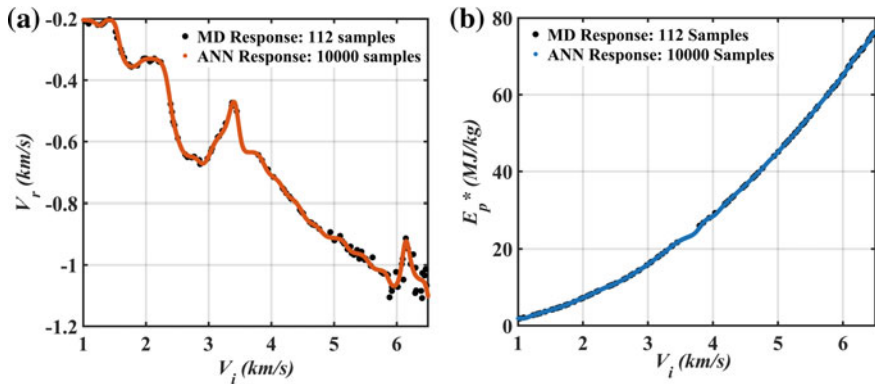 (a)
MD Response: 112 samples
ANN Response: 10000 samples
-0.2
-0.4
-0.6
-0.8
-1
-1.2
1 2 3 4 5 6
V_r (km/s)
V_i (km/s)
(b)
MD Response: 112 Samples
ANN Response: 10000 Samples
80
60
40
20
0
1 2 3 4 5 6
E_p* (MJ/kg)
V_i (km/s)